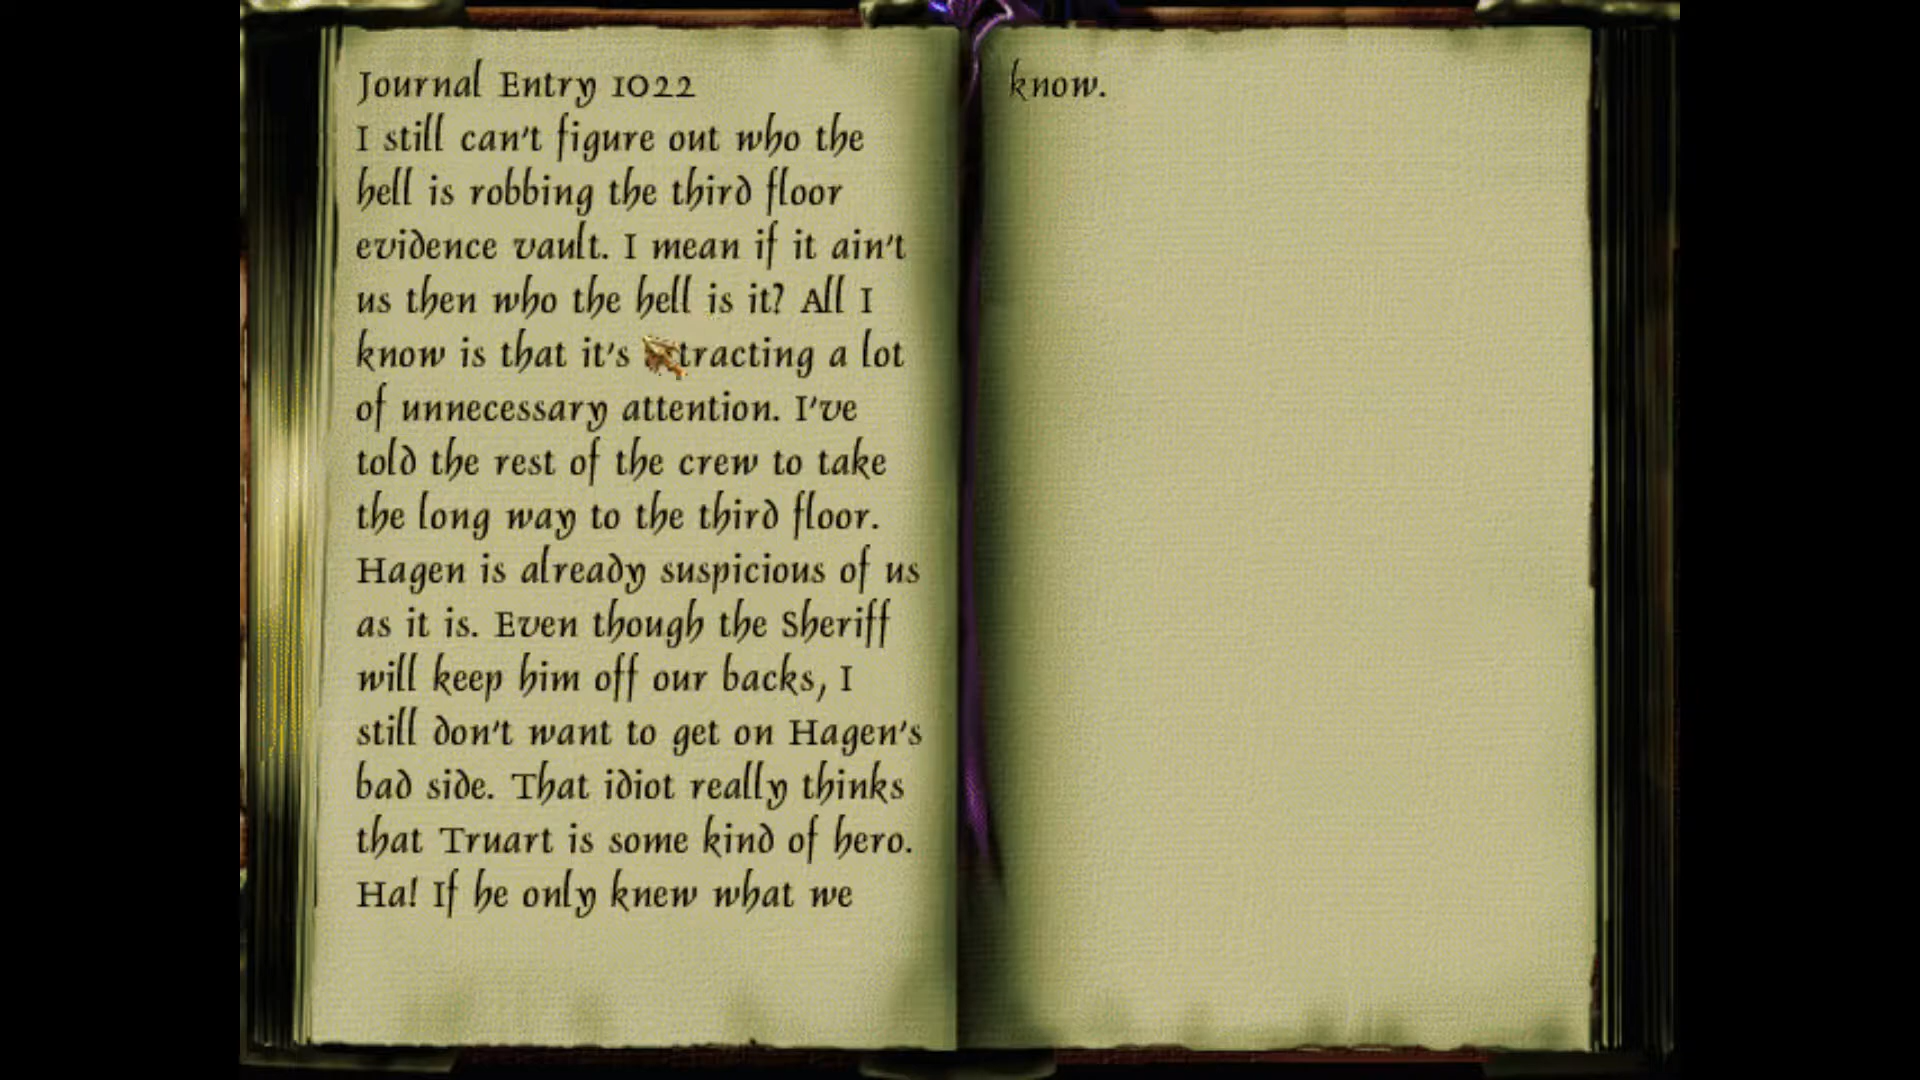 Journal Entry 1022
I still can't figure out who the
hell is robbing the third floor
evidence vault. I mean if it ain't
us then who the hell is it? All I
know is that it's attracting a lot
of unnecessary attention. I've
told the rest of the crew to take
the long way to the third floor.
Hagen is already suspicious of us
as it is. Even though the Sheriff
will keep him off our backs, I
still don't want to get on Hagen's
bad side. That idiot really thinks
that Truart is some kind of hero.
Ha! If he only knew what we
know.